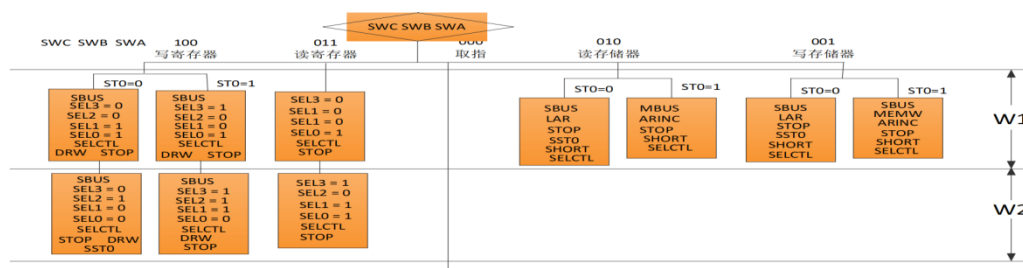 SWC SWB SWA
SWC SWB SWA 100 011 000 010 001
写寄存器 读寄存器 取指 读存储器 写存储器
ST0=0 ST0=1 ST0=0 ST0=1 ST0=0 ST0=1
SBUS
SEL3 = 0
SEL2 = 0
SEL1 = 1
SEL0 = 1
SELCTL
DRW STOP
SBUS
SEL3 = 1
SEL2 = 0
SEL1 = 0
SEL0 = 1
SELCTL
DRW STOP
SEL3 = 0
SEL1 = 0
SEL1 = 0
SEL0 = 1
SELCTL
STOP
SBUS
LAR
STOP
SST0
SHORT
SELCTL
MBUS
ARINC
STOP
SHORT
SELCTL
SBUS
LAR
STOP
SST0
SHORT
SELCTL
SBUS
MEMW
ARINC
STOP
SHORT
SELCTL
W1
SBUS
SEL3 = 0
SEL2 = 1
SEL1 = 0
SEL0 = 0
SELCTL
STOP DRW
SST0
SBUS
SEL3 = 1
SEL2 = 1
SEL1 = 1
SEL0 = 0
SELCTL
DRW
STOP
SEL3 = 1
SEL2 = 0
SEL1 = 1
SEL0 = 1
SELCTL
STOP
W2